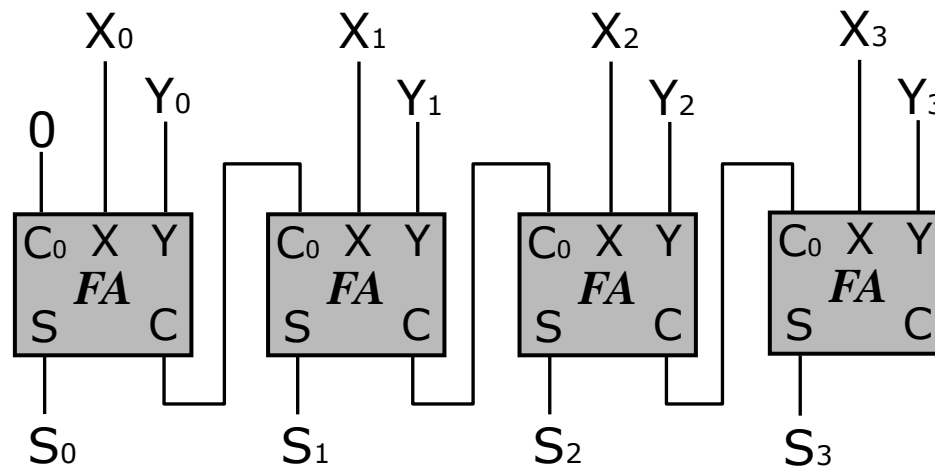 X0 X1 X2 X3
0 Y0 Y1 Y2 Y3
C0 X Y C0 X Y C0 X Y C0 X Y
FA FA FA FA
S C S C S C S C
S0 S1 S2 S3